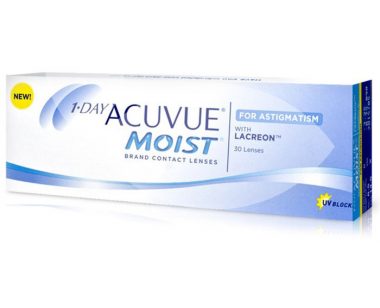 NEW!
1·DAY ACUVUE®
MOIST®
BRAND CONTACT LENSES
FOR ASTIGMATISM
WITH
LACREON™
30 Lenses
UV BLOCK